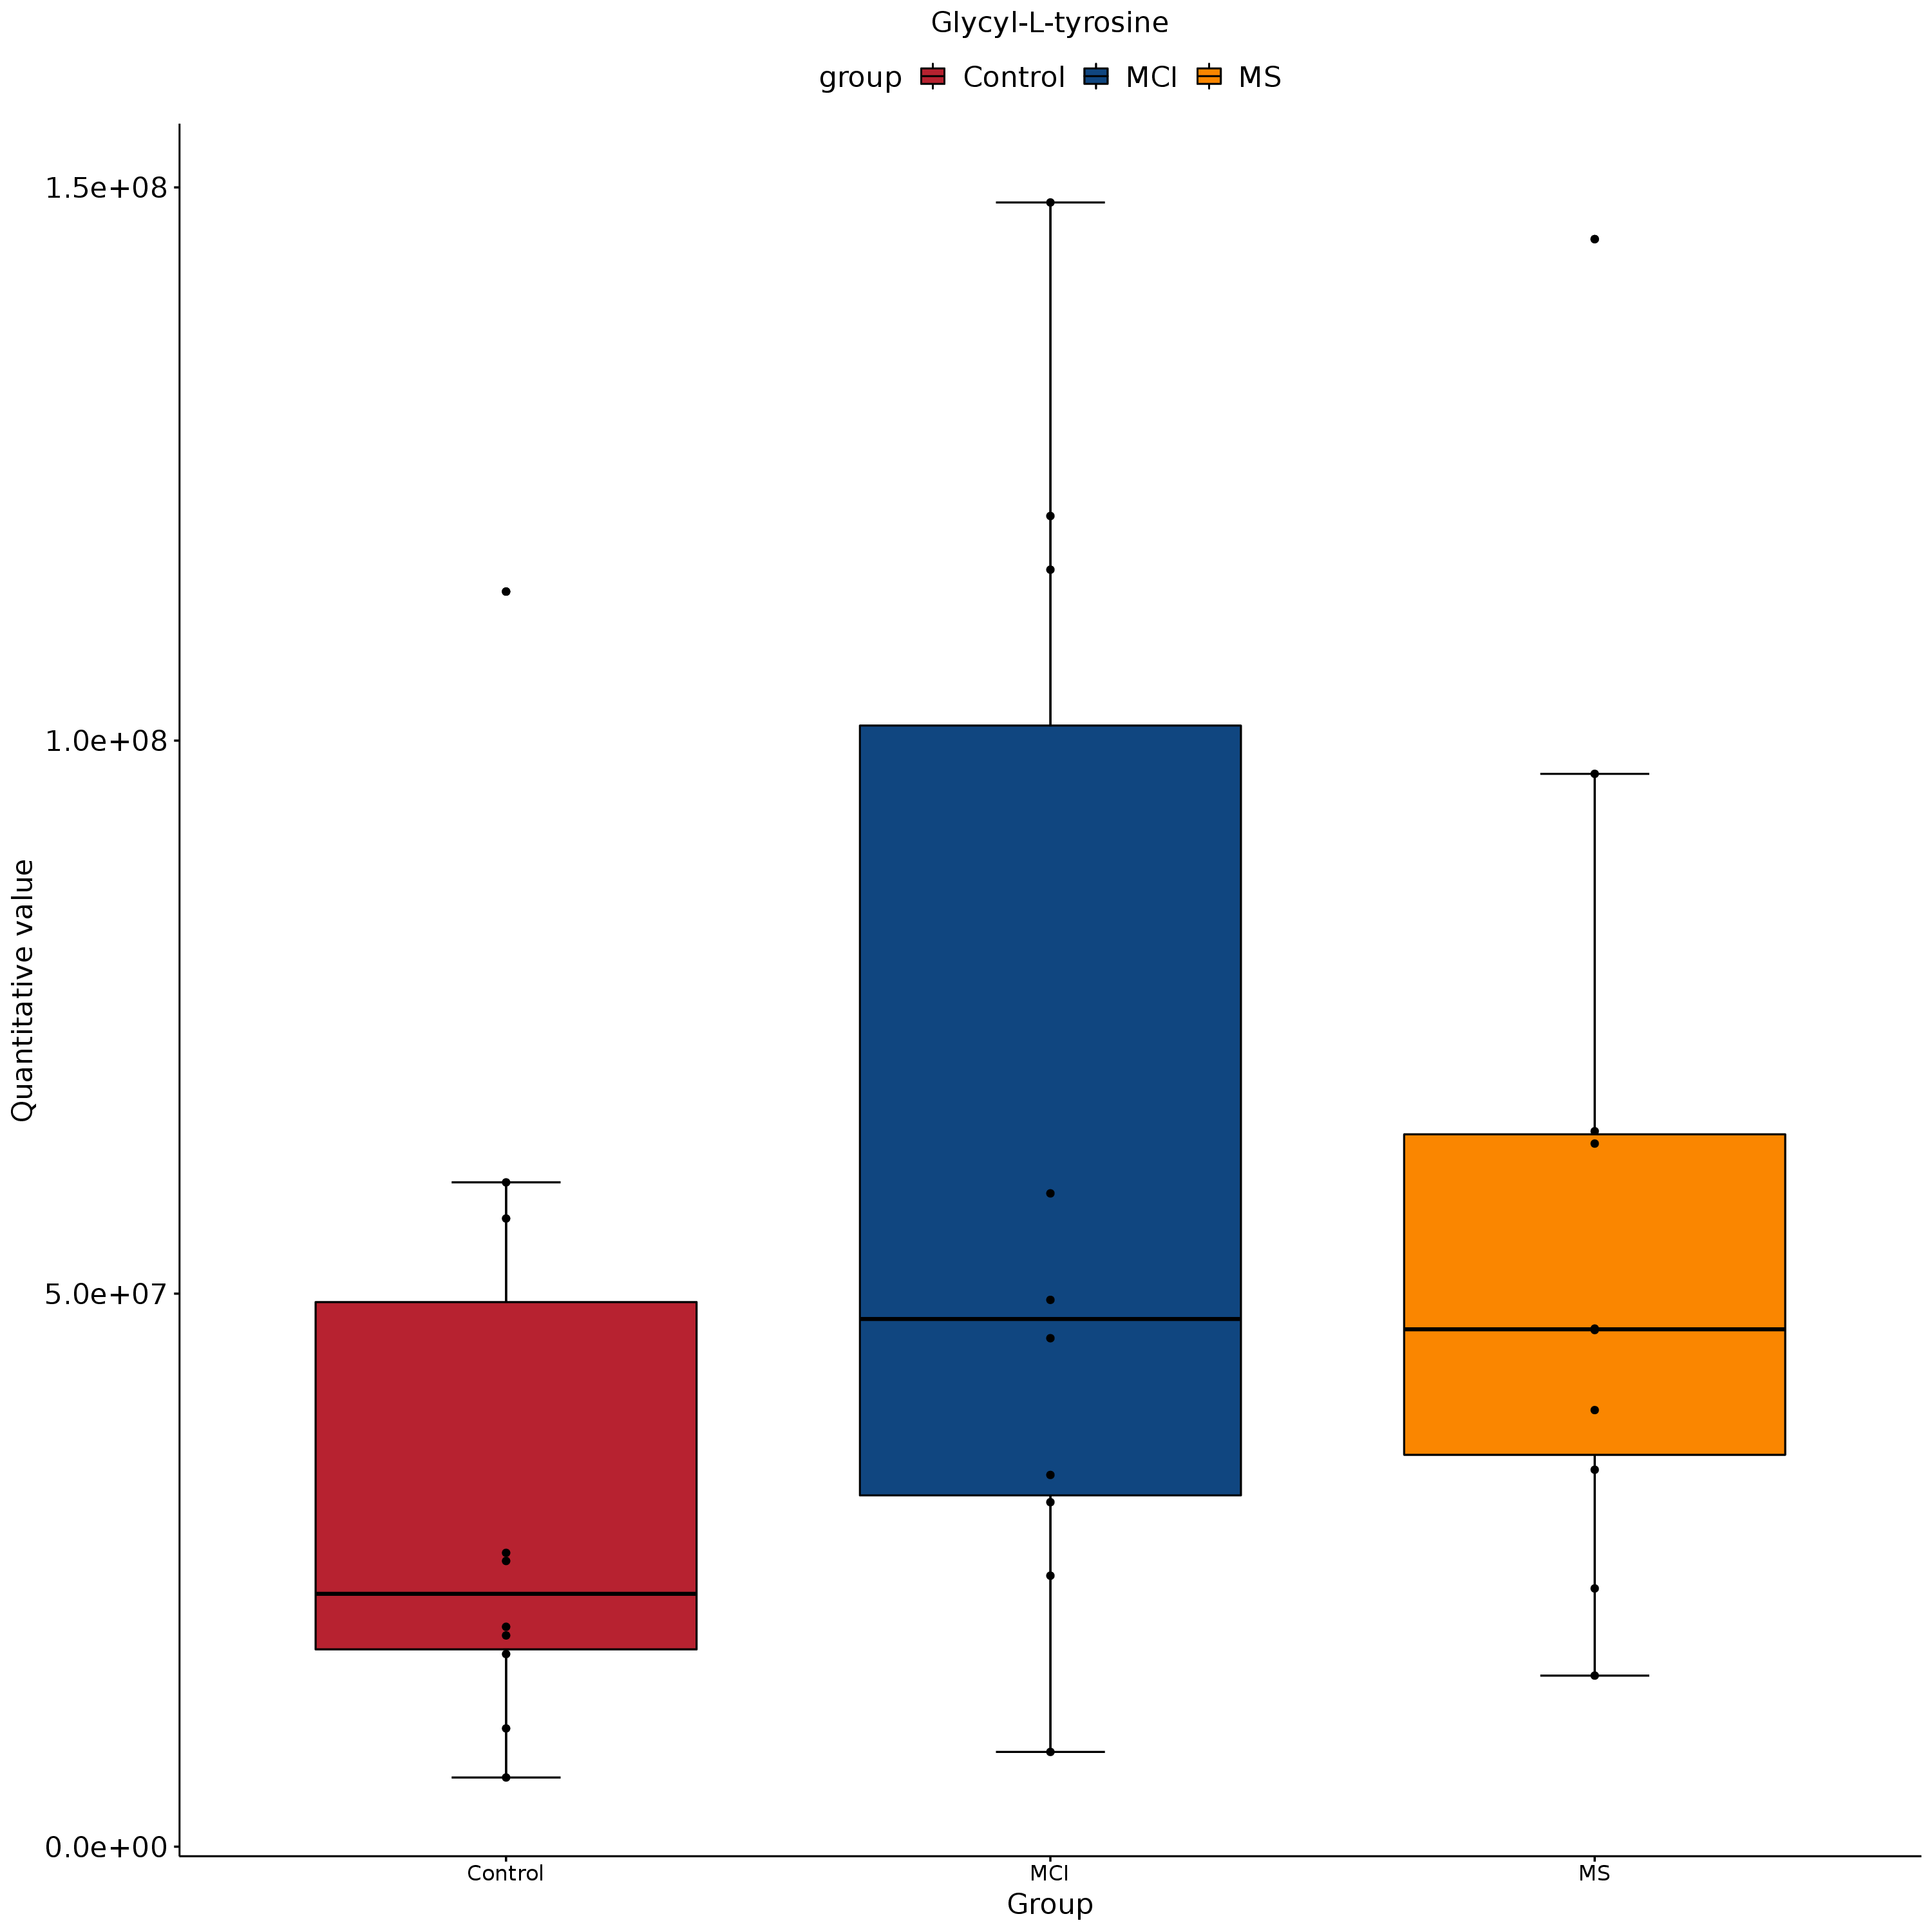 Glycyl-L-tyrosine
group Control MCI MS
1.5e+08
1.0e+08
5.0e+07
0.0e+00
Quantitative value
Control MCI MS
Group